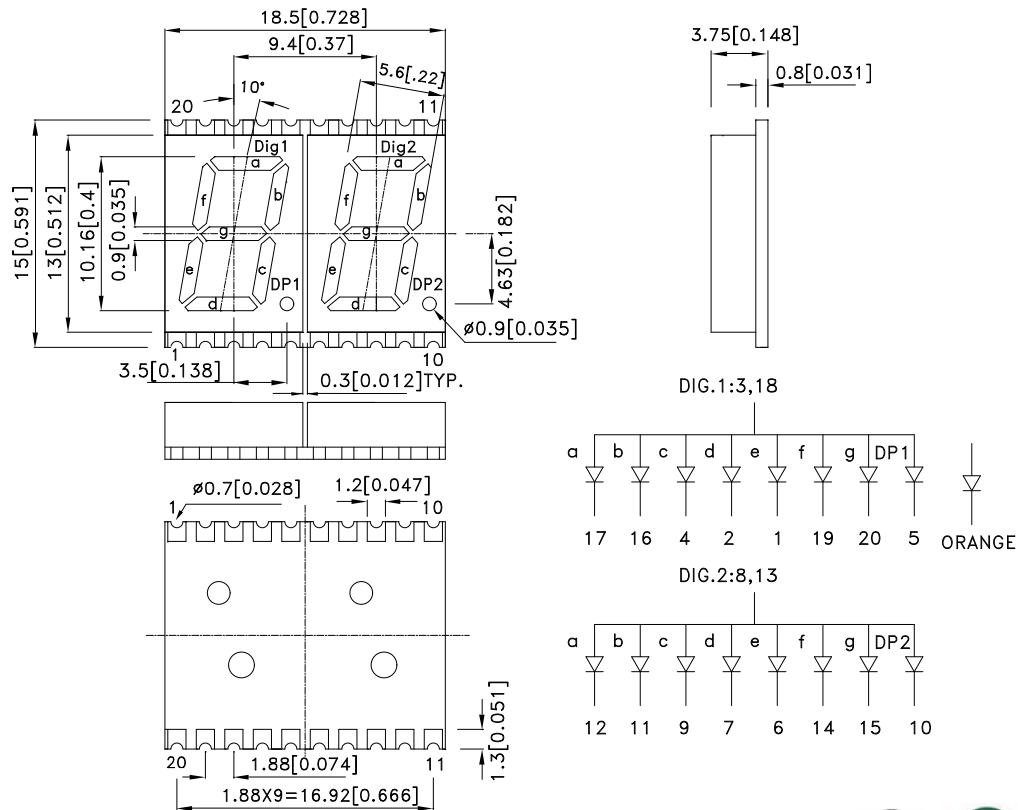 18.5[0.728]
9.4[0.37]
5.6[.22]
10°
20
11
Dig1
Dig2
a
b
f
g
e
c
d
DP1
a
b
f
g
e
c
d
DP2
15[0.591]
13[0.512]
10.16[0.4]
0.9[0.035]
4.63[0.182]
ø0.9[0.035]
1
10
3.5[0.138]
0.3[0.012]TYP.
3.75[0.148]
0.8[0.031]
ø0.7[0.028]
1.2[0.047]
1
10
1.3[0.051]
20
11
1.88[0.074]
1.88X9=16.92[0.666]
DIG.1:3,18
a b c d e f g DP1
17 16 4 2 1 19 20 5
ORANGE
DIG.2:8,13
a b c d e f g DP2
12 11 9 7 6 14 15 10